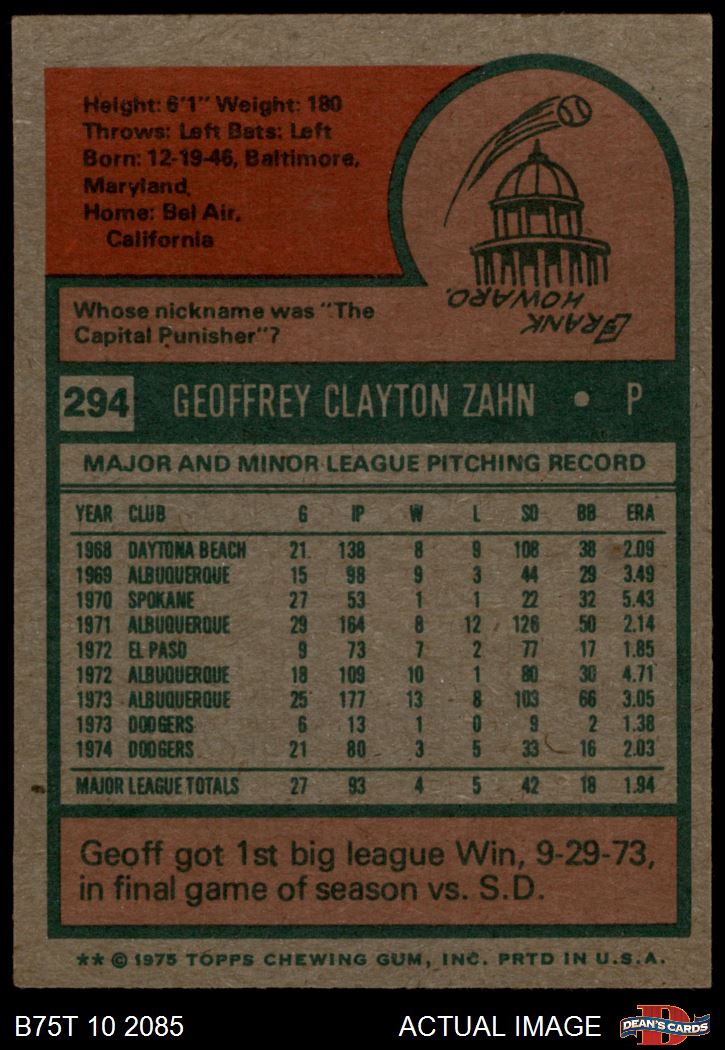 Height: 6'1" Weight: 180
Throws: Left Bats: Left
Born: 12-19-46, Baltimore,
Maryland.
Home: Bel Air,
California
FRANK
HOWARD.
Whose nickname was "The
Capital Punisher"?
294 GEOFFREY CLAYTON ZAHN • P
MAJOR AND MINOR LEAGUE PITCHING RECORD
YEAR CLUB G IP W L SO BB ERA
1968 DAYTONA BEACH 21 138 8 9 108 38 2.09
1969 ALBUQUERQUE 15 98 9 3 44 29 3.49
1970 SPOKANE 27 53 1 1 22 32 5.43
1971 ALBUQUERQUE 29 164 8 12 126 50 2.14
1972 EL PASO 9 73 7 2 77 17 1.85
1972 ALBUQUERQUE 18 109 10 1 80 30 4.71
1973 ALBUQUERQUE 25 177 13 8 103 66 3.05
1973 DODGERS 6 13 1 0 9 2 1.38
1974 DODGERS 21 80 3 5 33 16 2.03
MAJOR LEAGUE TOTALS 27 93 4 5 42 18 1.94
Geoff got 1st big league Win, 9-29-73,
in final game of season vs. S.D.
** © 1975 TOPPS CHEWING GUM, INC. PRTD IN U.S.A.
B75T 10 2085 ACTUAL IMAGE D DEAN'S CARDS